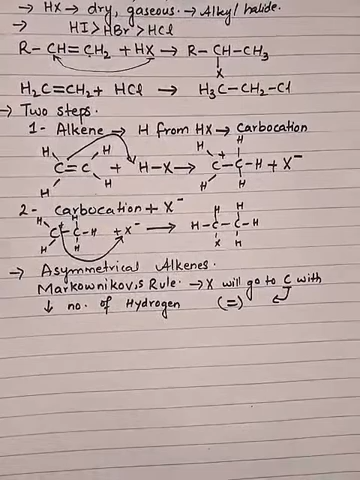 → HX → dry, gaseous. → Alkyl halide.
→ HI > HBr > HCl
R – CH = CH₂ + HX → R – CH – CH₃
X
H₂C = CH₂ + HCl → H₃C – CH₂ – Cl
→ Two steps.
1 - Alkene → H from HX → Carbocation
H H H
C = C + H – X → C⁺ – C – H + X⁻
H H H H
2 - carbocation + X⁻
H H H H
C⁺ – C – H + X⁻ → H – C – C – H
H H X H
→ Asymmetrical Alkenes.
Markownikov,s Rule. → X will go to C with
↓ no. of Hydrogen (=)